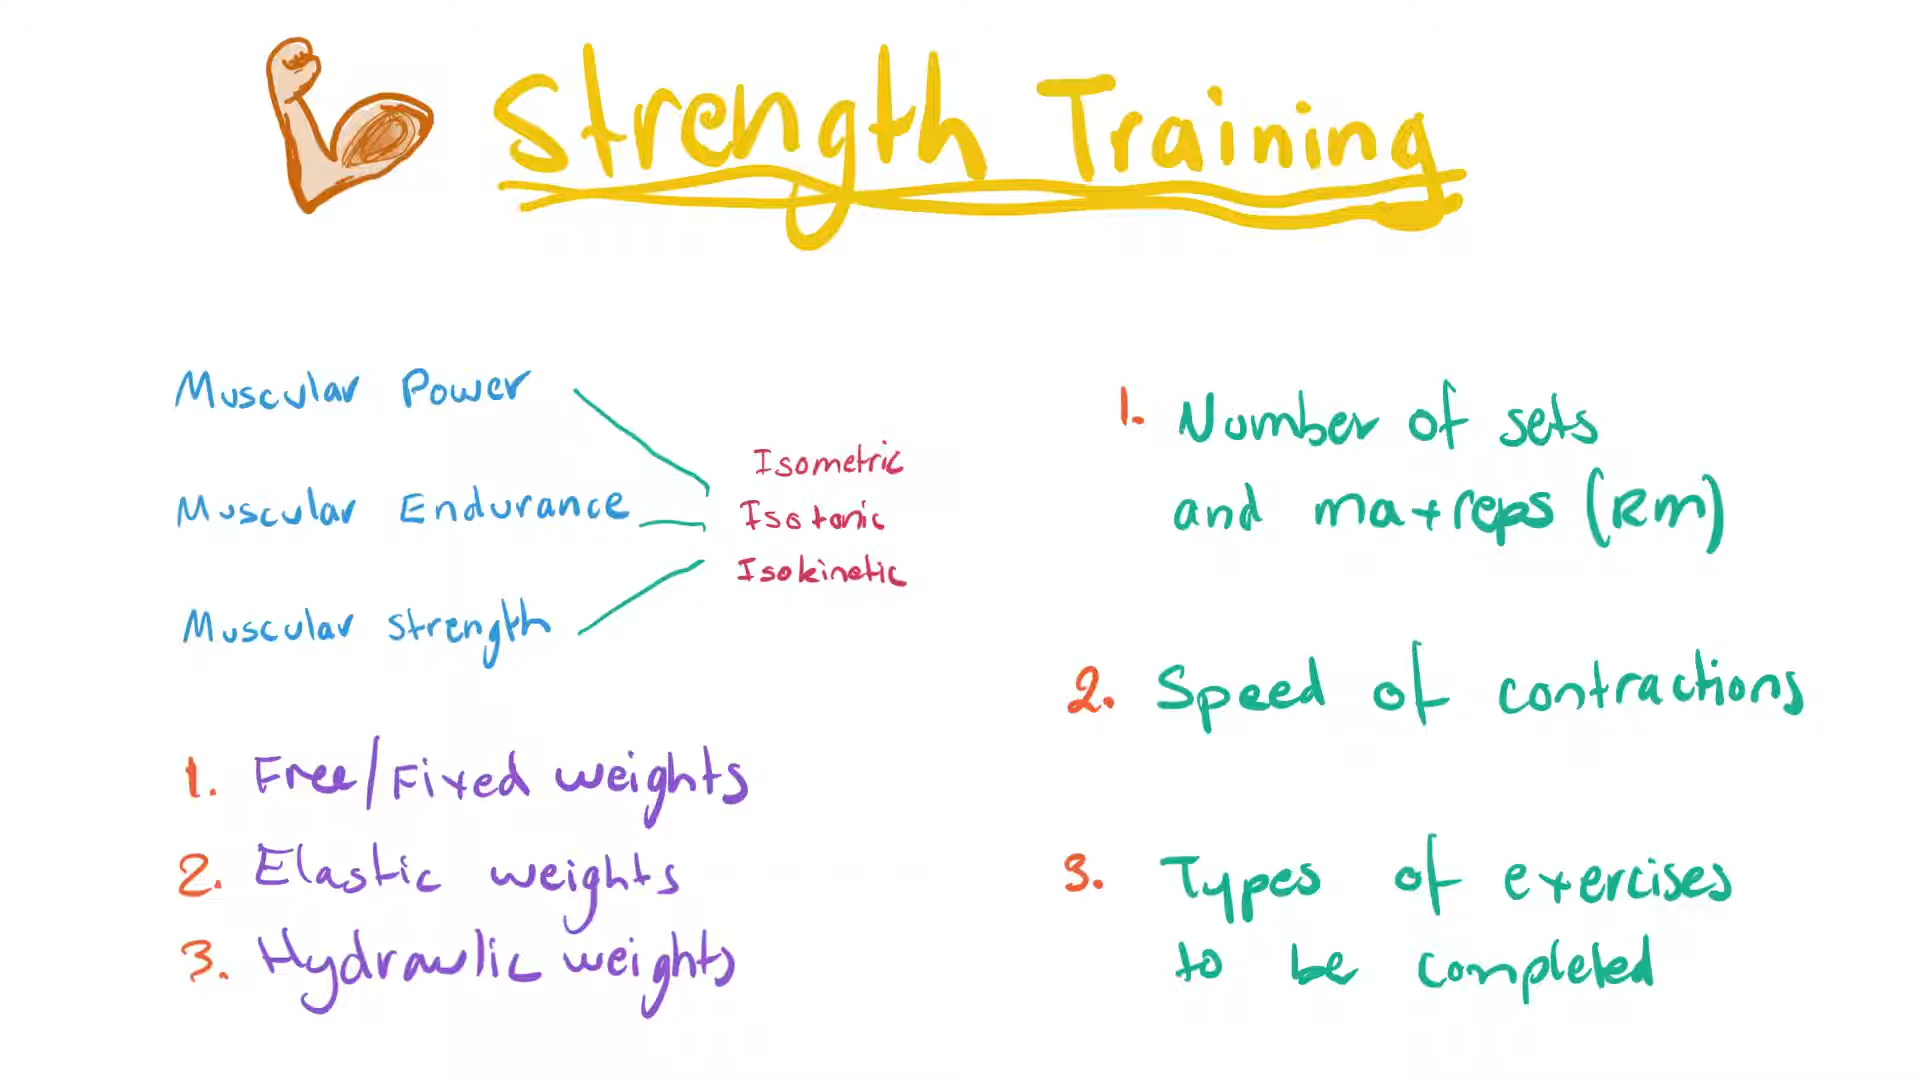 Strength Training
Muscular Power
Muscular Endurance
Muscular strength
Isometric
Isotonic
Isokinetic
1. Free/Fixed weights
2. Elastic weights
3. Hydraulic weights
1. Number of sets
and max reps (RM)
2. Speed of contractions
3. Types of exercises
to be completed